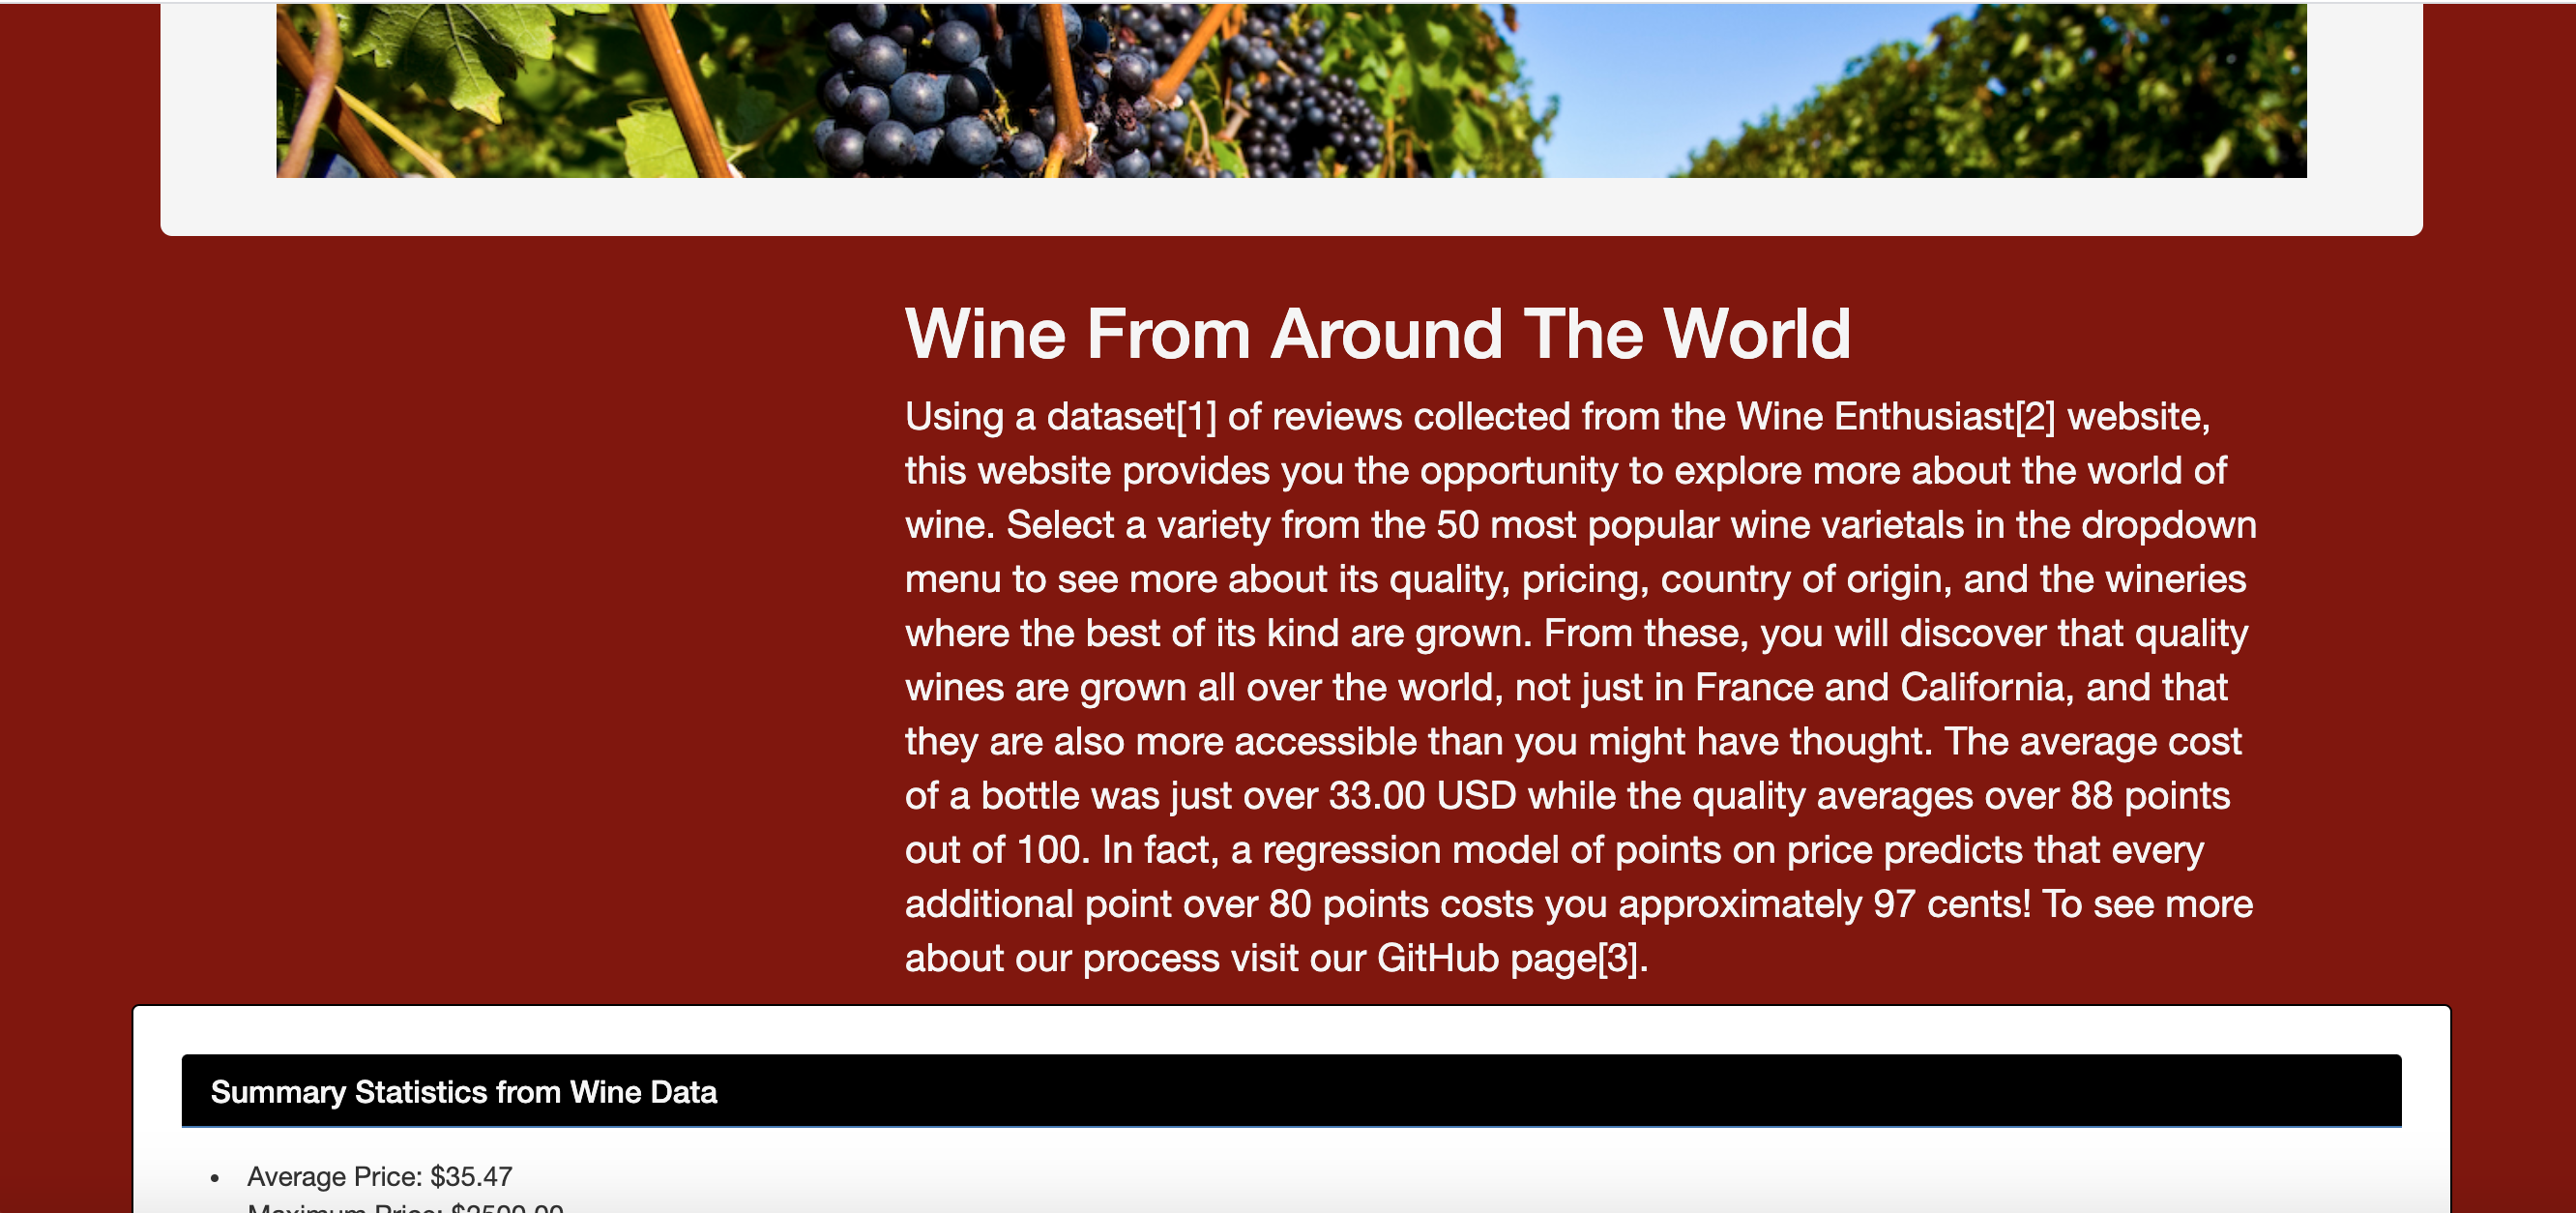 Wine From Around The World
Using a dataset[1] of reviews collected from the Wine Enthusiast[2] website,
this website provides you the opportunity to explore more about the world of
wine. Select a variety from the 50 most popular wine varietals in the dropdown
menu to see more about its quality, pricing, country of origin, and the wineries
where the best of its kind are grown. From these, you will discover that quality
wines are grown all over the world, not just in France and California, and that
they are also more accessible than you might have thought. The average cost
of a bottle was just over 33.00 USD while the quality averages over 88 points
out of 100. In fact, a regression model of points on price predicts that every
additional point over 80 points costs you approximately 97 cents! To see more
about our process visit our GitHub page[3].
Summary Statistics from Wine Data
• Average Price: $35.47
Maximum Price: $2500.00